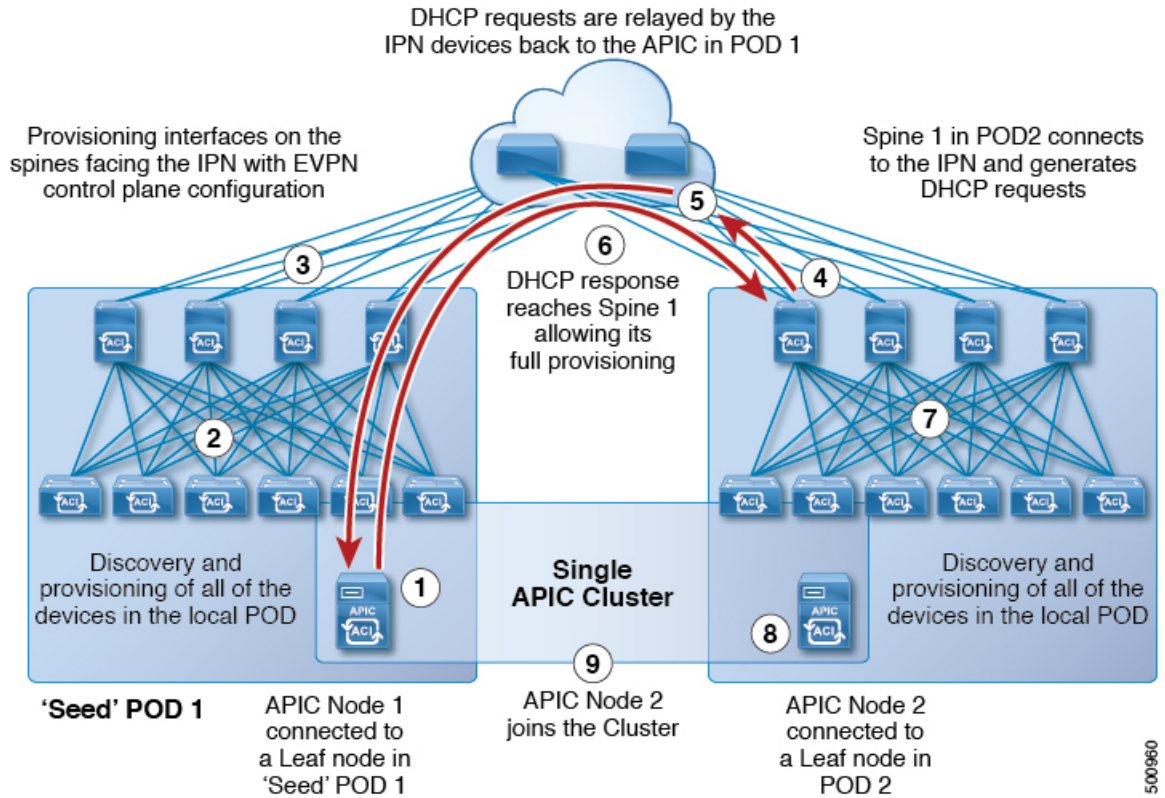 DHCP requests are relayed by the
IPN devices back to the APIC in POD 1
Provisioning interfaces on the
spines facing the IPN with EVPN
control plane configuration
Spine 1 in POD2 connects
to the IPN and generates
DHCP requests
5
6
3
4
DHCP response
reaches Spine 1
allowing its
full provisioning
ACI ACI ACI ACI
ACI ACI ACI ACI
2
7
ACI ACI ACI ACI ACI ACI
ACI ACI ACI ACI ACI ACI
Discovery and
provisioning of all of the
devices in the local POD
1
APIC
ACI
Single
APIC Cluster
8
APIC
ACI
Discovery and
provisioning of all of the
devices in the local POD
9
'Seed' POD 1
APIC Node 1
connected to
a Leaf node in
'Seed' POD 1
APIC Node 2
joins the Cluster
APIC Node 2
connected to
a Leaf node in
POD 2
500960